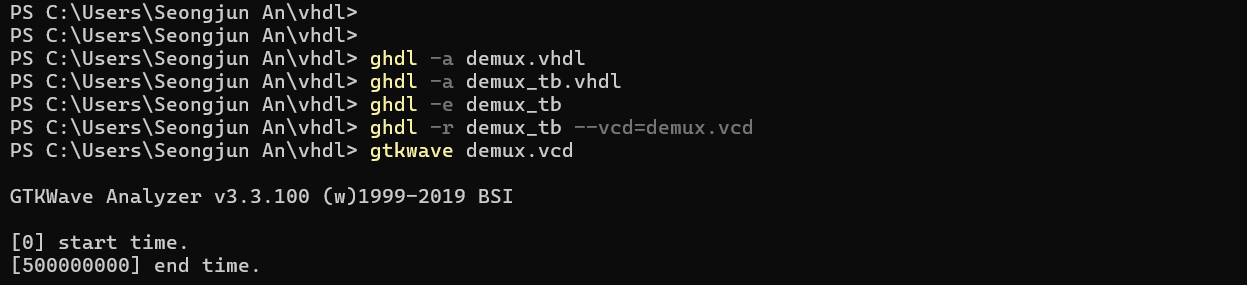 PS C:\Users\Seongjun An\vhdl>
PS C:\Users\Seongjun An\vhdl>
PS C:\Users\Seongjun An\vhdl> ghdl -a demux.vhdl
PS C:\Users\Seongjun An\vhdl> ghdl -a demux_tb.vhdl
PS C:\Users\Seongjun An\vhdl> ghdl -e demux_tb
PS C:\Users\Seongjun An\vhdl> ghdl -r demux_tb --vcd=demux.vcd
PS C:\Users\Seongjun An\vhdl> gtkwave demux.vcd
GTKWave Analyzer v3.3.100 (w)1999-2019 BSI
[0] start time.
[500000000] end time.